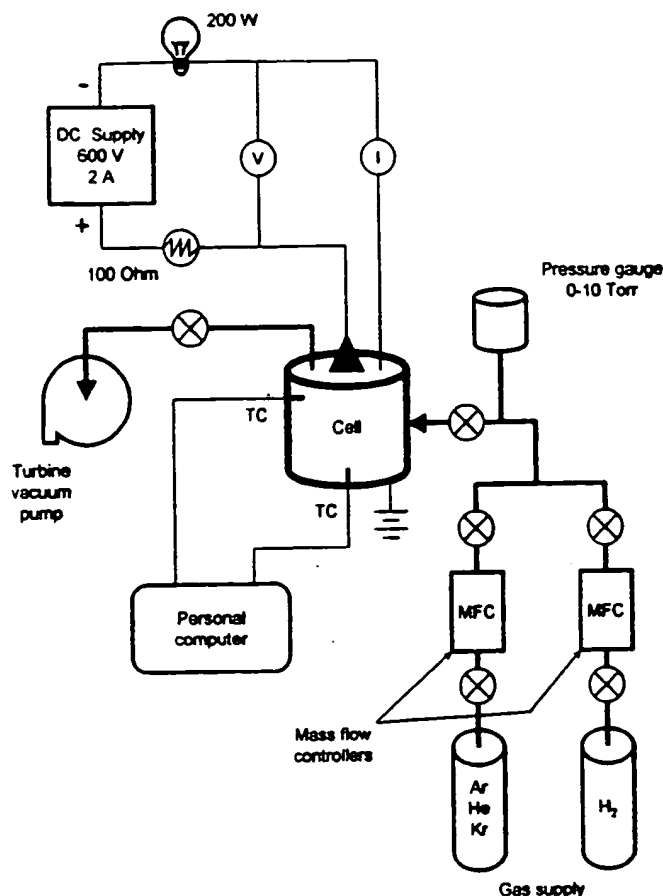 200 W
-
DC Supply
600 V
2 A
+
V
I
100 Ohm
Pressure gauge
0-10 Torr
TC
Cell
Turbine
vacuum
pump
TC
Personal
computer
MFC
MFC
Mass flow
controllers
Ar
He
Kr
H₂
Gas supply